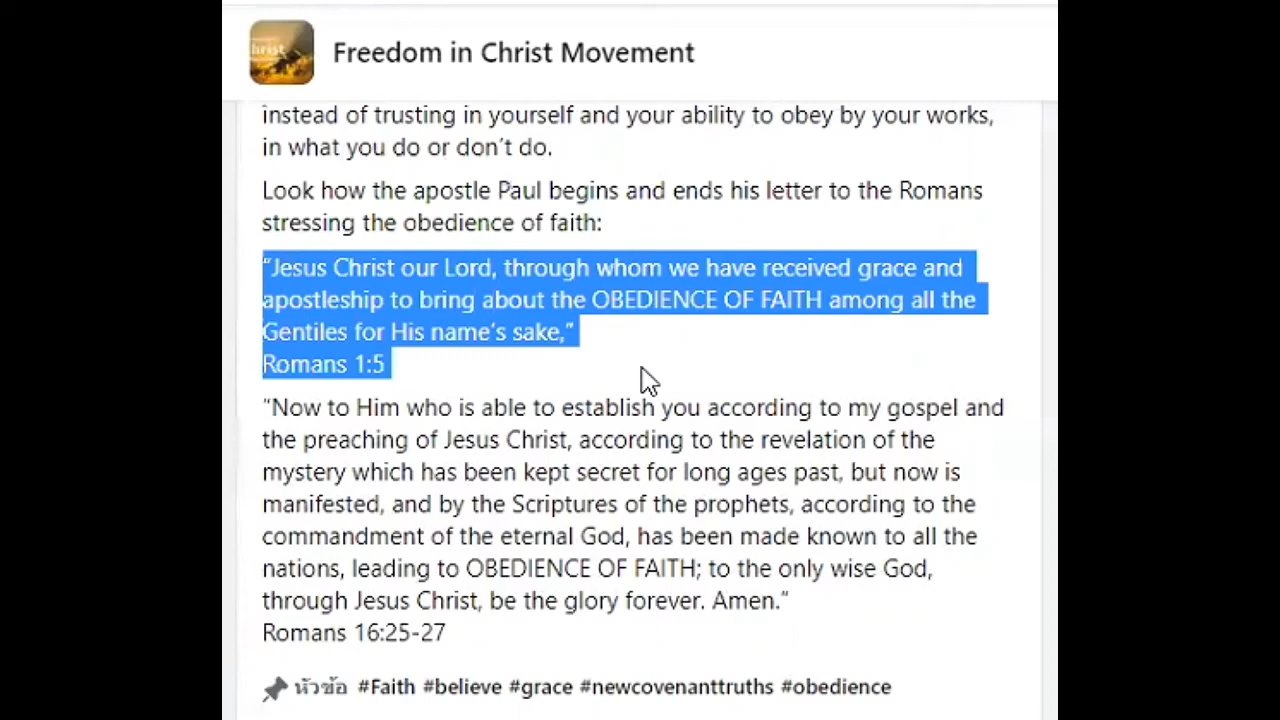 Christ
Freedom in Christ Movement
instead of trusting in yourself and your ability to obey by your works,
in what you do or don't do.
Look how the apostle Paul begins and ends his letter to the Romans
stressing the obedience of faith:
“Jesus Christ our Lord, through whom we have received grace and
apostleship to bring about the OBEDIENCE OF FAITH among all the
Gentiles for His name's sake,”
Romans 1:5
“Now to Him who is able to establish you according to my gospel and
the preaching of Jesus Christ, according to the revelation of the
mystery which has been kept secret for long ages past, but now is
manifested, and by the Scriptures of the prophets, according to the
commandment of the eternal God, has been made known to all the
nations, leading to OBEDIENCE OF FAITH; to the only wise God,
through Jesus Christ, be the glory forever. Amen.”
Romans 16:25-27
หัวข้อ #Faith #believe #grace #newcovenanttruths #obedience